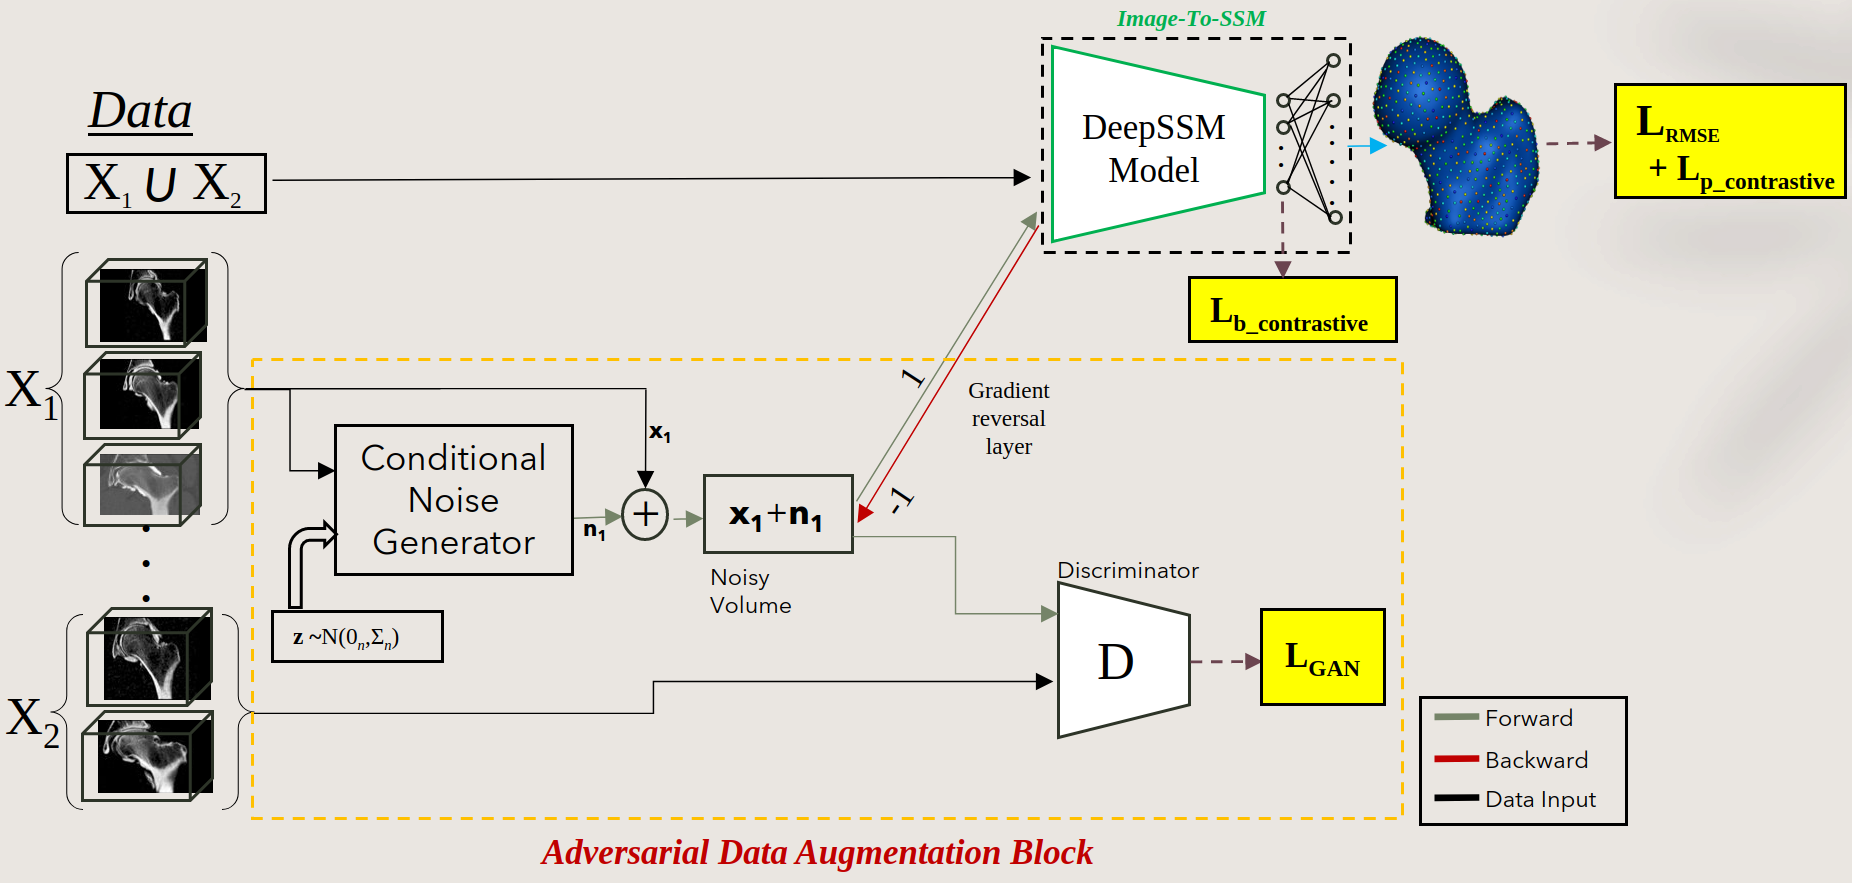 Image-To-SSM
Data
X1 ∪ X2
DeepSSM
Model
LRMSE
+ Lp_contrastive
Lb_contrastive
X1
1
Gradient
reversal
layer
-1
x1
Conditional
Noise
Generator
n1
+
x1+n1
Noisy
Volume
z ~N(0n,Σn)
Discriminator
D
LGAN
X2
Forward
Backward
Data Input
Adversarial Data Augmentation Block